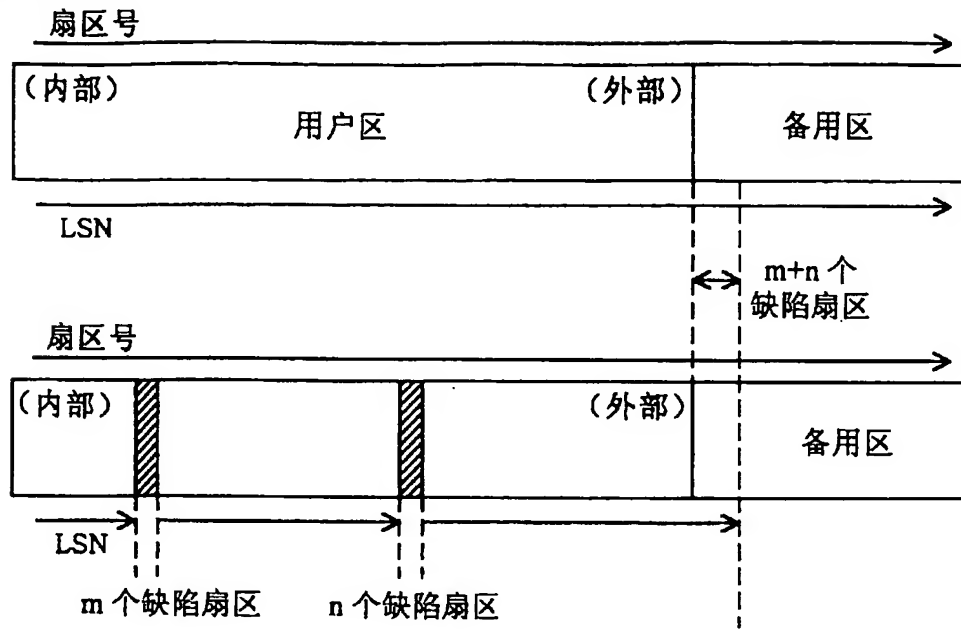 扇区号
（内部）
（外部）
用户区
备用区
LSN
m+n 个
缺陷扇区
扇区号
（内部）
（外部）
备用区
LSN
m 个缺陷扇区
n 个缺陷扇区